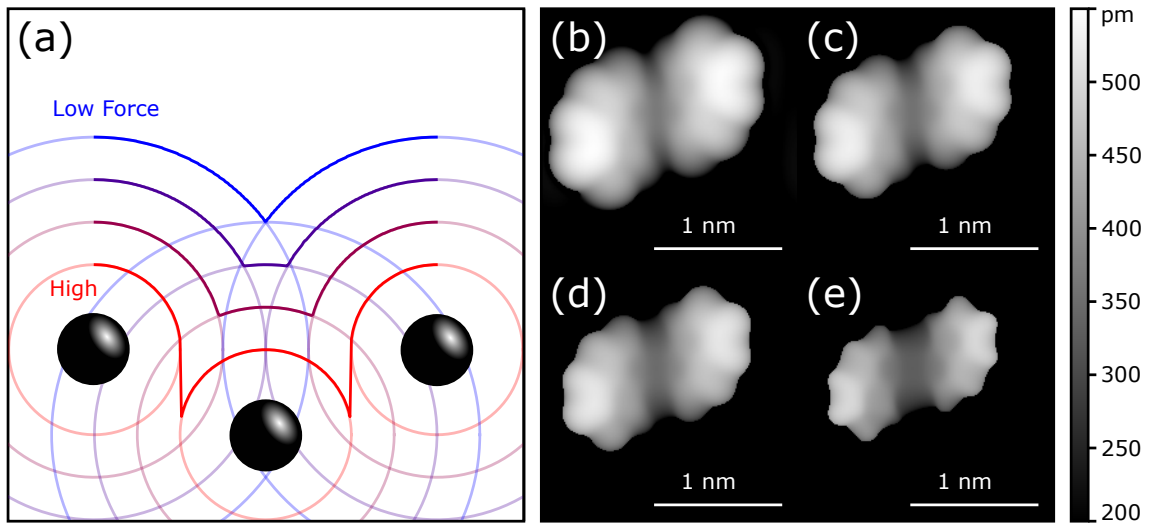 (a)
Low Force
High
(b)
1 nm
(c)
1 nm
(d)
1 nm
(e)
1 nm
pm
500
450
400
350
300
250
200